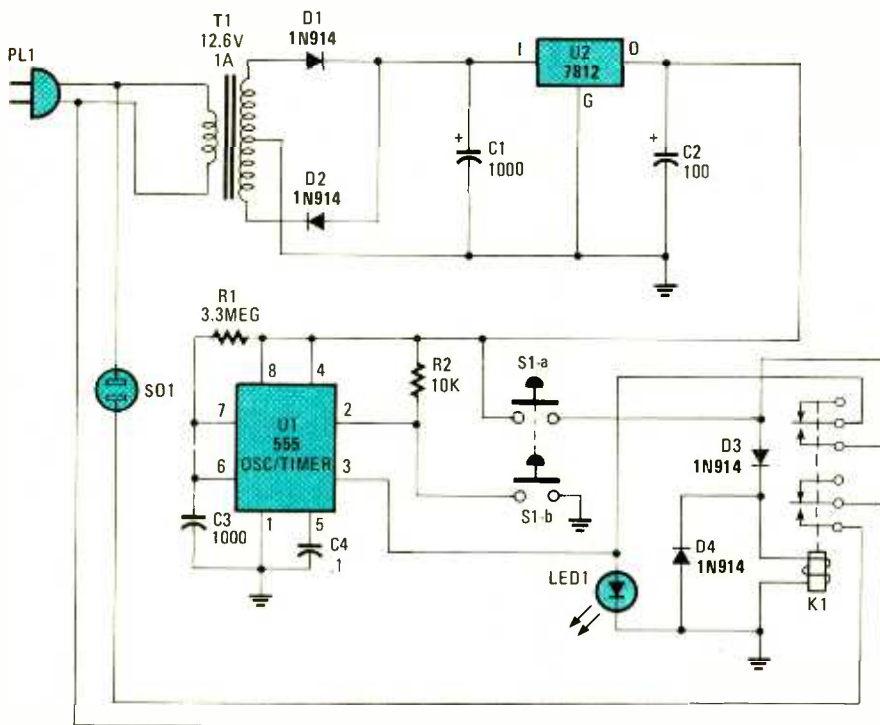 PL1
T1
12.6V
1A
D1
1N914
D2
1N914
I
U2
7812
O
G
+
C1
1000
+
C2
100
R1
3.3MEG
S01
8
4
R2
10K
7
6
U1
555
OSC/TIMER
2
3
1
5
C3
1000
C4
.1
S1-a
S1-b
D3
1N914
D4
1N914
LED1
K1